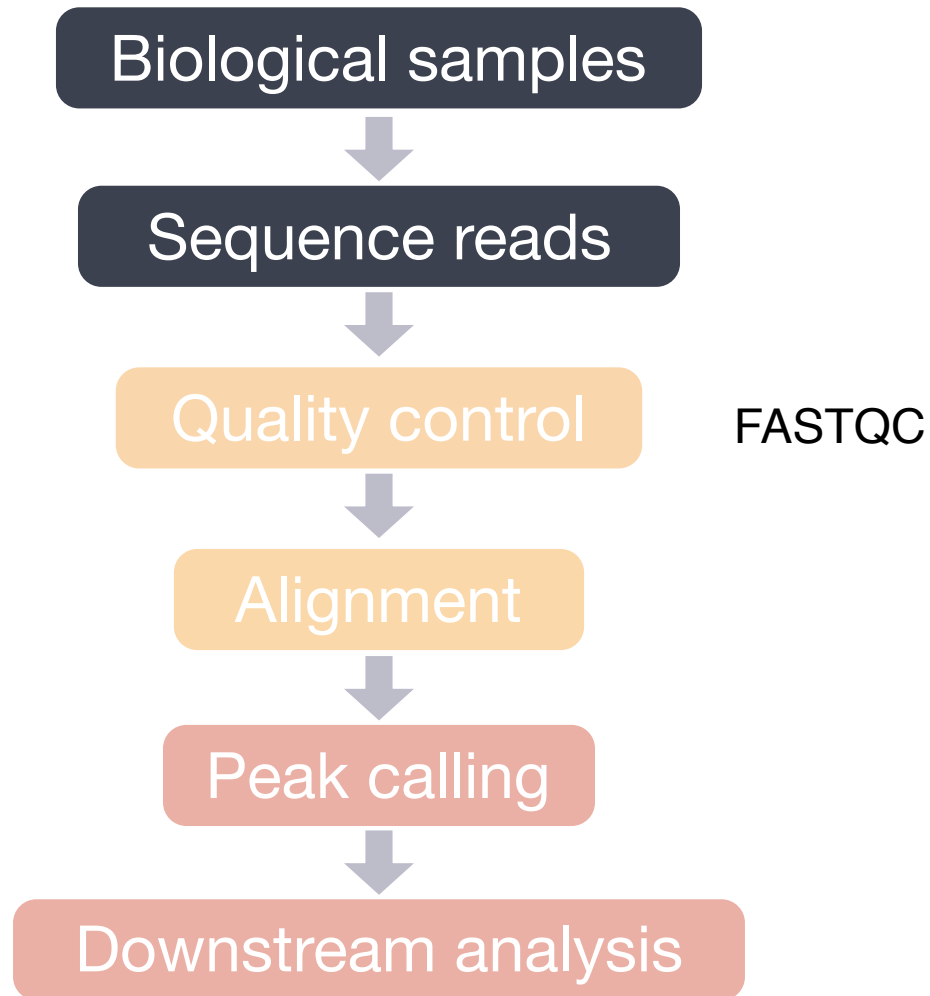 Biological samples
Sequence reads
Quality control
FASTQC
Alignment
Peak calling
Downstream analysis